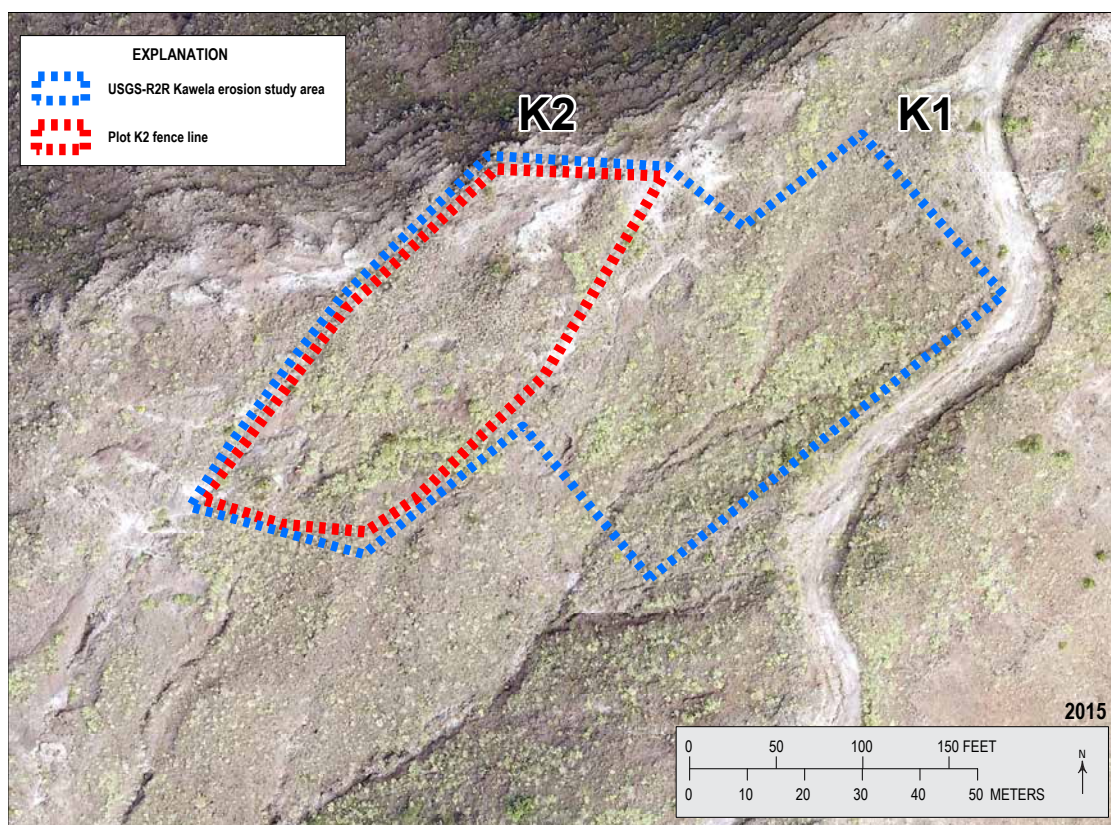 EXPLANATION
USGS-R2R Kawela erosion study area
Plot K2 fence line
K2
K1
2015
0 50 100 150 FEET
N
0 10 20 30 40 50 METERS